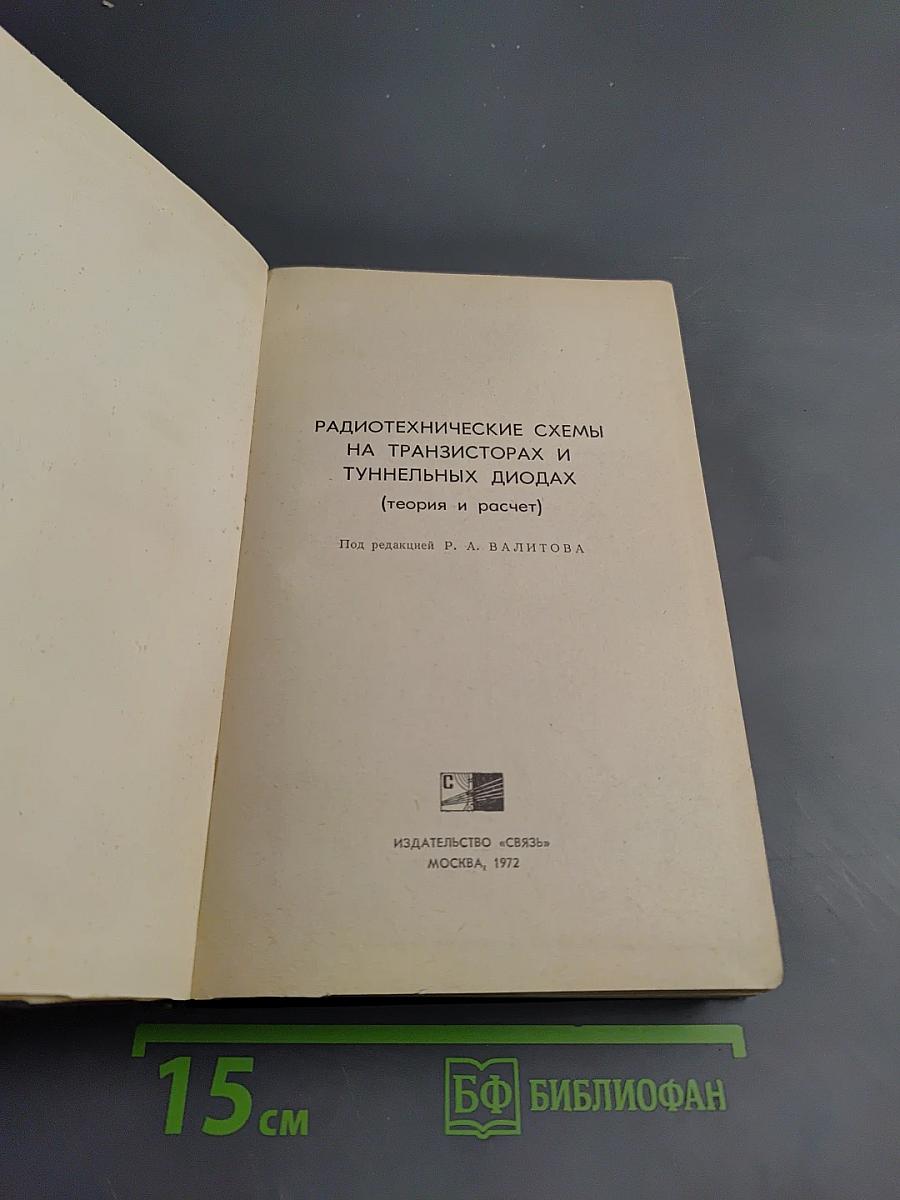 РАДИОТЕХНИЧЕСКИЕ СХЕМЫ
НА ТРАНЗИСТОРАХ И
ТУННЕЛЬНЫХ ДИОДАХ
(теория и расчет)
Под редакцией Р. А. ВАЛИТОВА
С
ИЗДАТЕЛЬСТВО «СВЯЗЬ»
МОСКВА, 1972
15 см
БФ БИБЛИОФАН